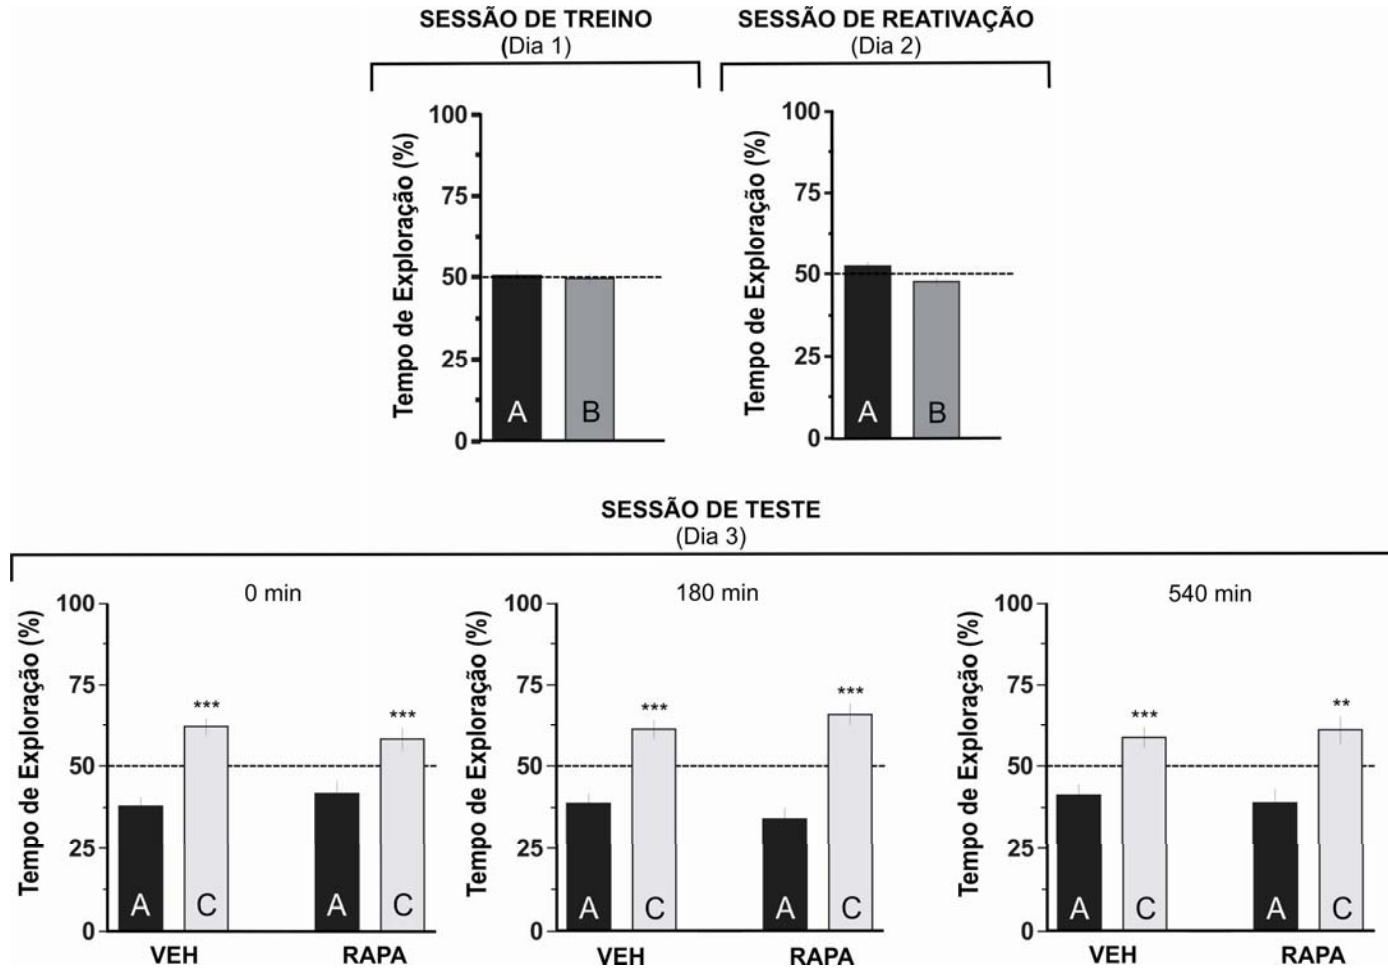 SESSÃO DE TREINO
(Dia 1)
SESSÃO DE REATIVAÇÃO
(Dia 2)
Tempo de Exploração (%)
100
75
50
25
0
A
B
Tempo de Exploração (%)
100
75
50
25
0
A
B
SESSÃO DE TESTE
(Dia 3)
0 min
Tempo de Exploração (%)
100
75
50
25
0
***
***
A
C
A
C
VEH
RAPA
180 min
Tempo de Exploração (%)
100
75
50
25
0
***
***
A
C
A
C
VEH
RAPA
540 min
Tempo de Exploração (%)
100
75
50
25
0
***
**
A
C
A
C
VEH
RAPA